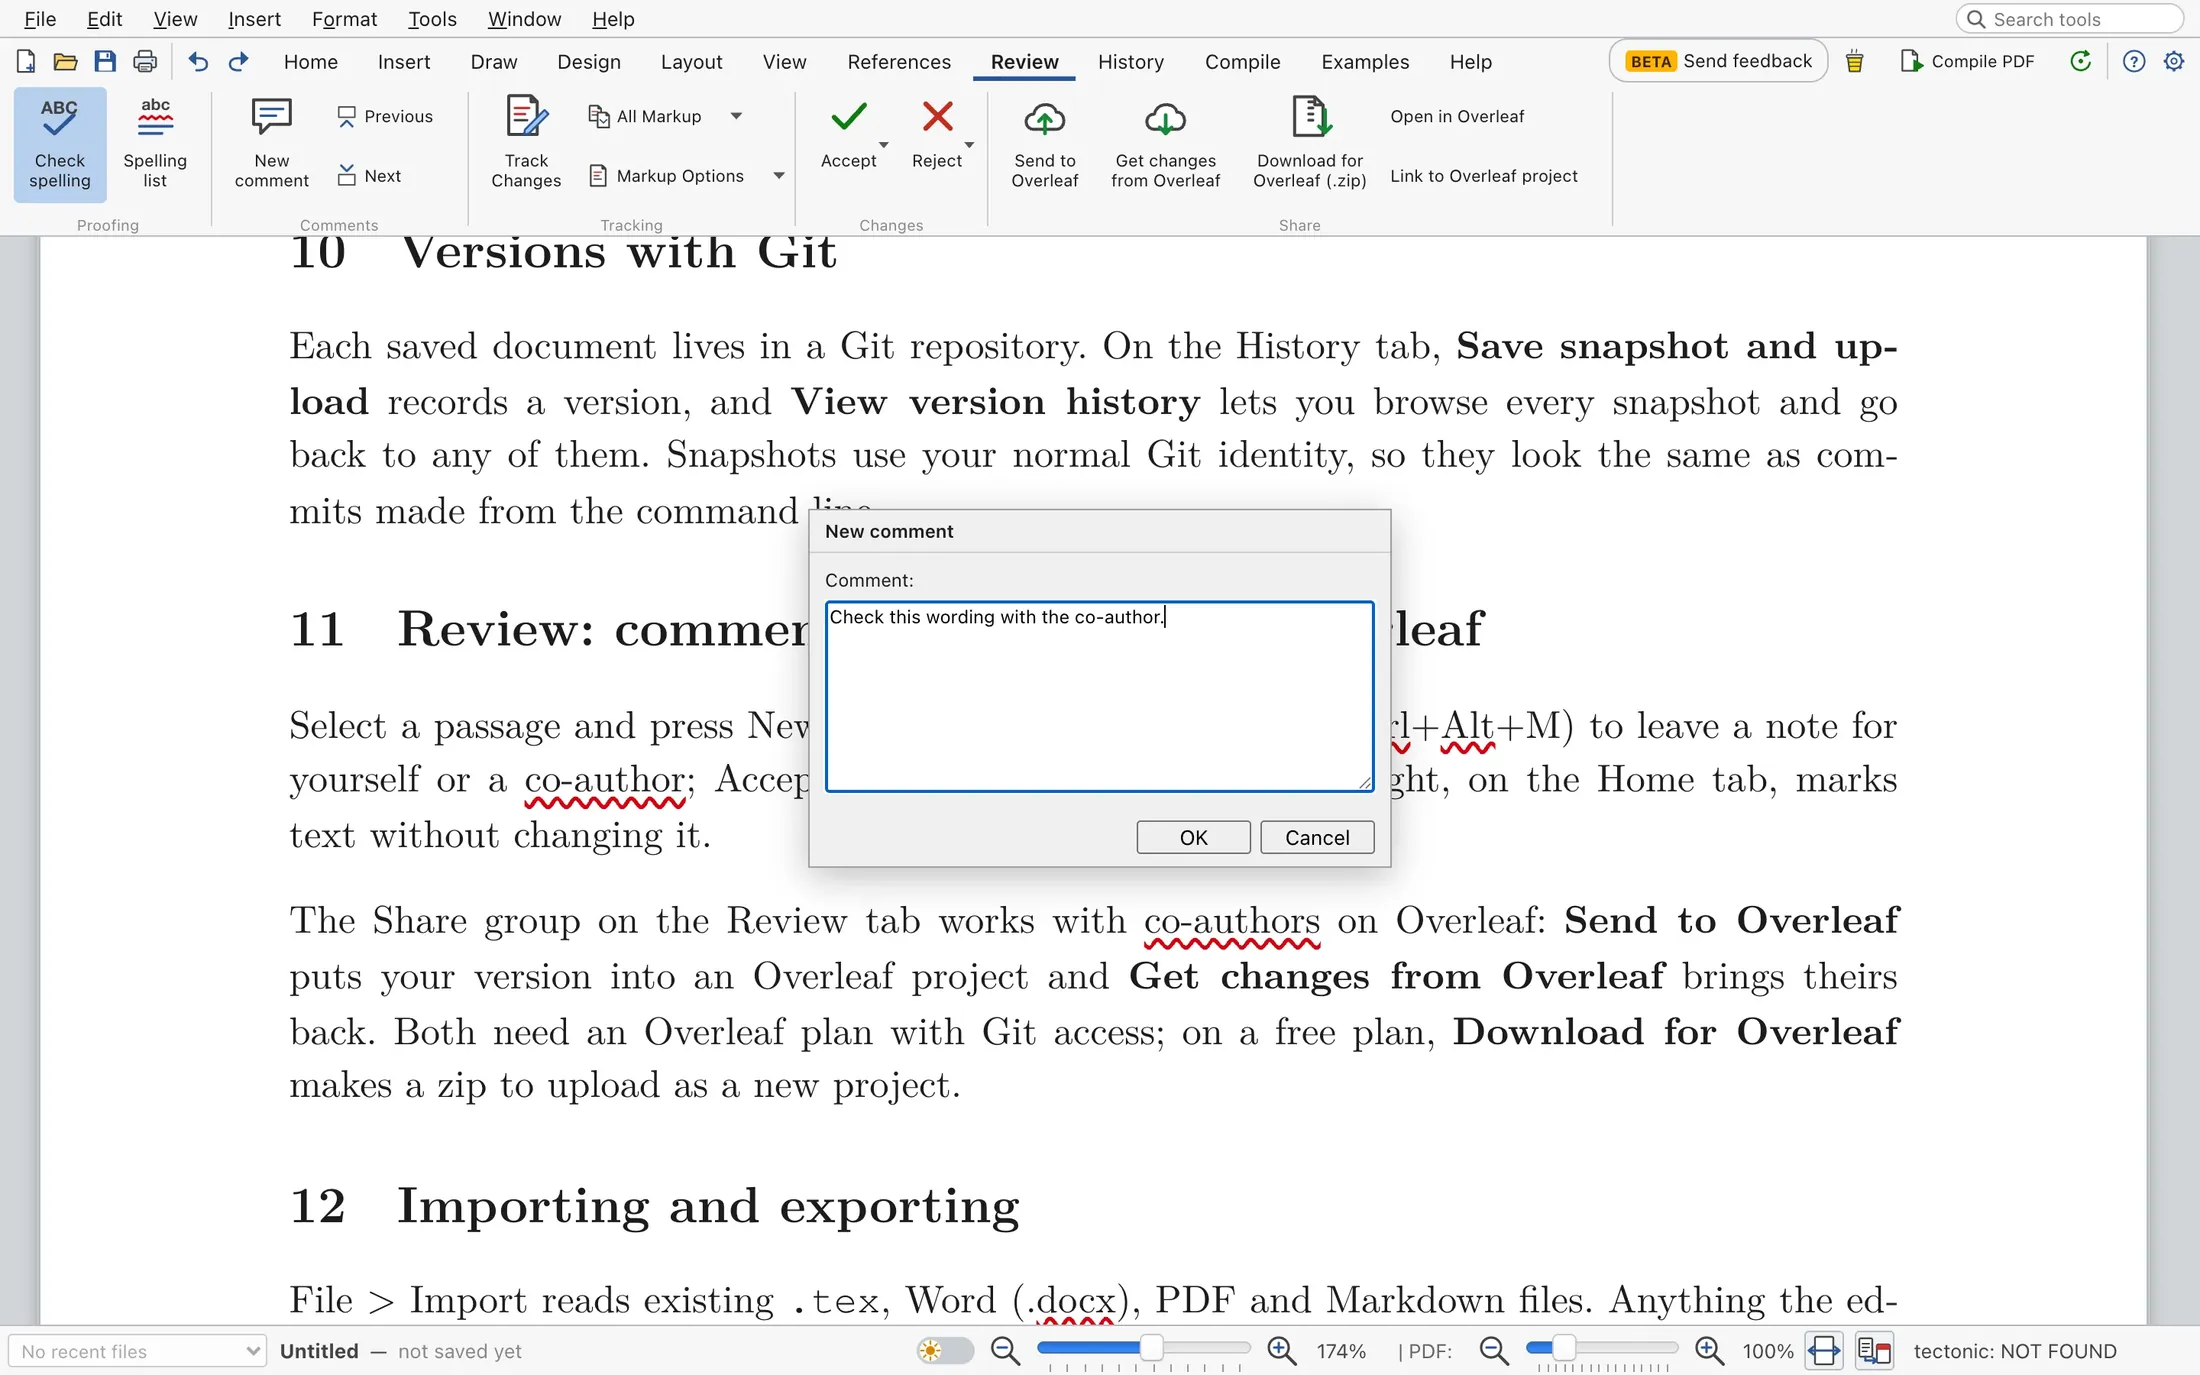 File Edit View Insert Format Tools Window Help Search tools
Home Insert Draw Design Layout View References Review History Compile Examples Help BETA Send feedback Compile PDF
ABC Check spelling
abc Spelling list
Proofing
New comment
Previous
Next
Comments
Track Changes
All Markup
Markup Options
Tracking
Accept
Reject
Changes
Send to Overleaf
Get changes from Overleaf
Download for Overleaf (.zip)
Open in Overleaf
Link to Overleaf project
Share
10 Versions with Git
Each saved document lives in a Git repository. On the History tab, Save snapshot and up-
load records a version, and View version history lets you browse every snapshot and go
back to any of them. Snapshots use your normal Git identity, so they look the same as com-
mits made from the command line
11 Review: commen
rleaf
Select a passage and press New
rl+Alt+M) to leave a note for
yourself or a co-author; Accep
ght, on the Home tab, marks
text without changing it.
New comment
Comment:
Check this wording with the co-author.
OK Cancel
The Share group on the Review tab works with co-authors on Overleaf: Send to Overleaf
puts your version into an Overleaf project and Get changes from Overleaf brings theirs
back. Both need an Overleaf plan with Git access; on a free plan, Download for Overleaf
makes a zip to upload as a new project.
12 Importing and exporting
File > Import reads existing .tex, Word (.docx), PDF and Markdown files. Anything the ed-
No recent files Untitled — not saved yet 174% | PDF: 100% tectonic: NOT FOUND